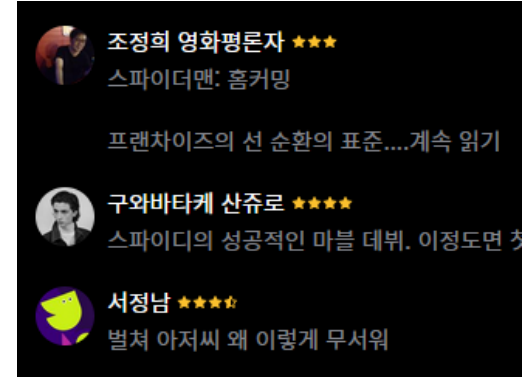 조정희 영화평론자 ★★★
스파이더맨: 홈커밍
프랜차이즈의 선 순환의 표준....계속 읽기
구와바타케 산쥬로 ★★★★
스파이디의 성공적인 마블 데뷔. 이정도면 첫
서정남 ★★★⯪
벌쳐 아저씨 왜 이렇게 무서워